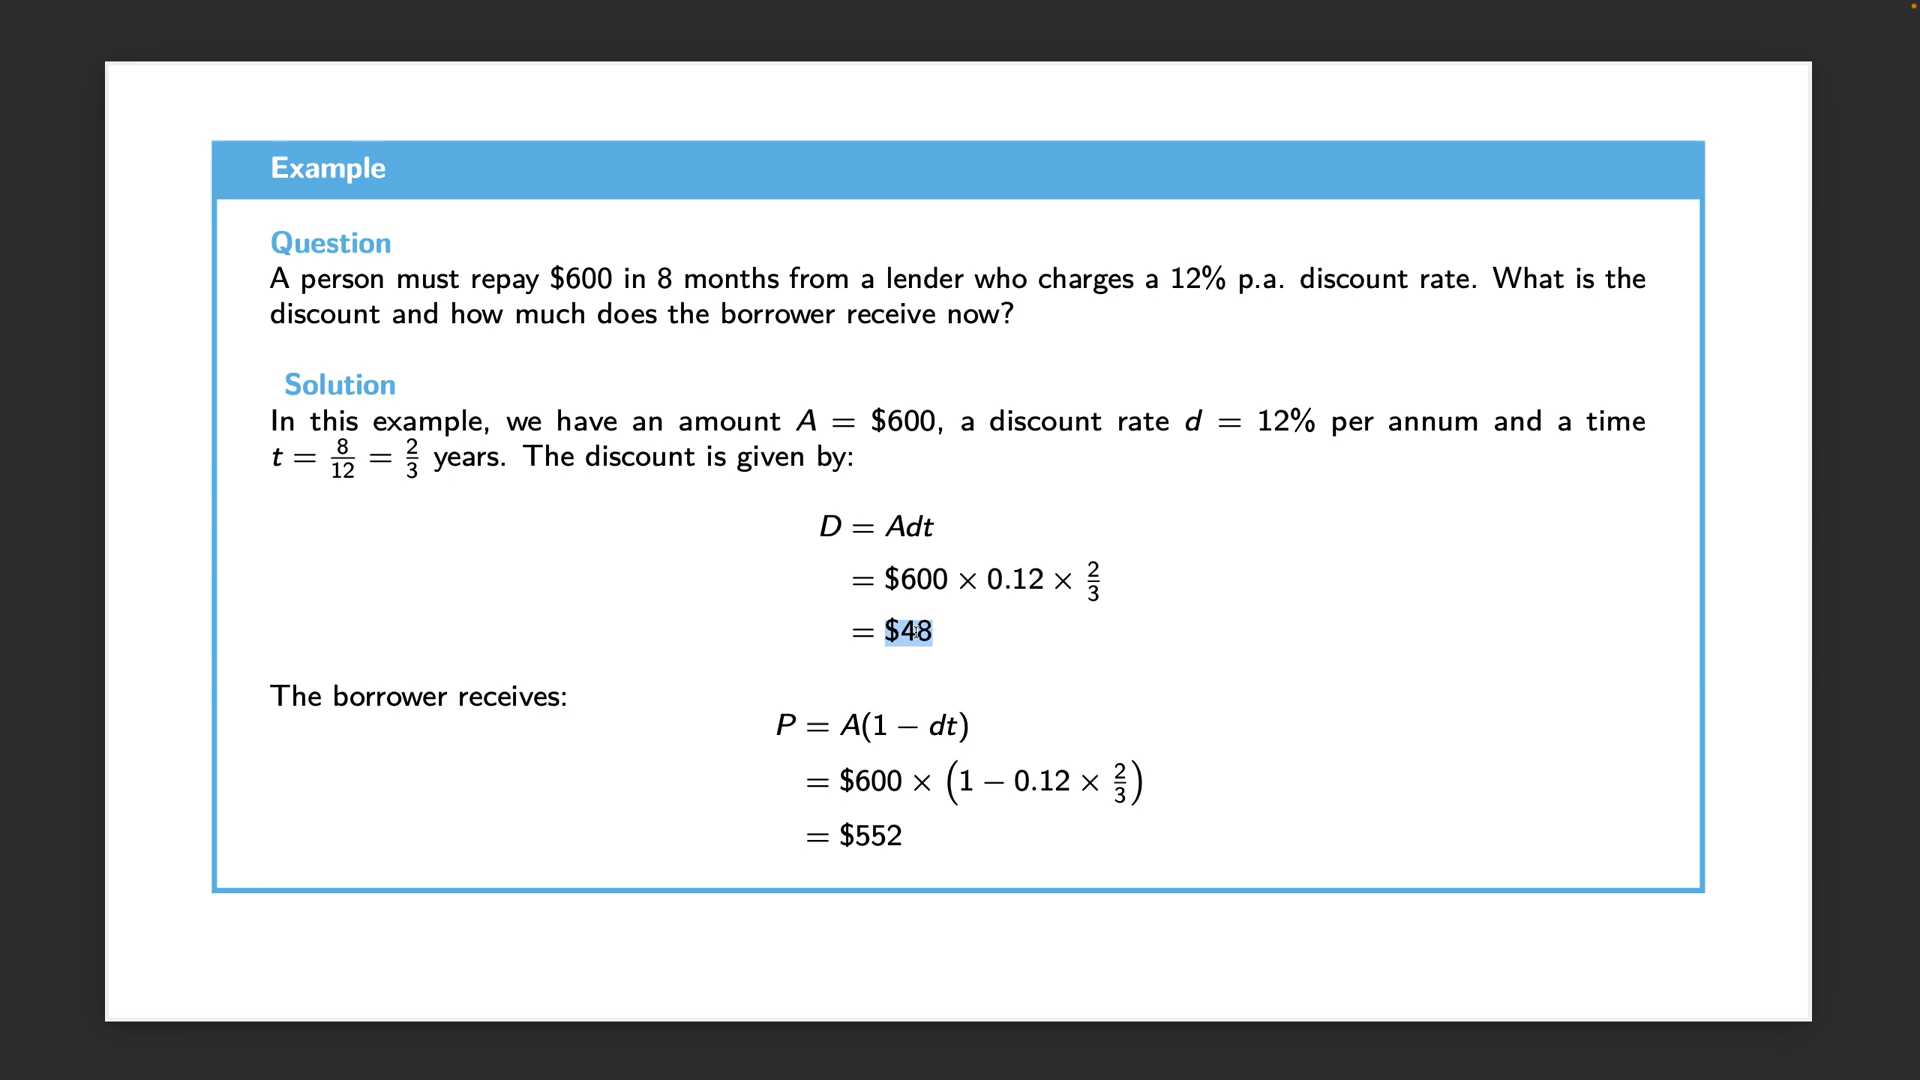 Example
Question
A person must repay $600 in 8 months from a lender who charges a 12% p.a. discount rate. What is the
discount and how much does the borrower receive now?
Solution
In this example, we have an amount A = $600, a discount rate d = 12% per annum and a time
t = 8/12 = 2/3 years. The discount is given by:
D = Adt
= $600 × 0.12 × 2/3
= $48
The borrower receives:
P = A(1 − dt)
= $600 × (1 − 0.12 × 2/3)
= $552